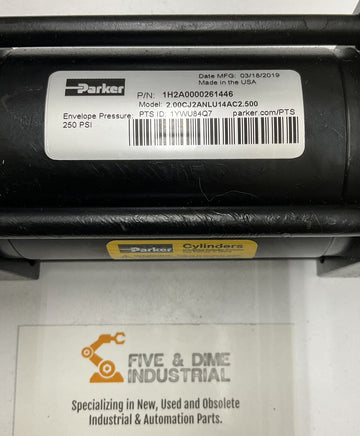 Parker
Date MFG: 03/18/2019
Made in the USA
P/N: 1H2A0000261446
Model: 2.00CJ2ANLU14AC2.500
Envelope Pressure: PTS ID: 1YWU84Q7 parker.com/PTS
250 PSI
Parker Cylinders
FIVE & DIME
INDUSTRIAL
Specializing in New, Used and Obsolete
Industrial & Automation Parts.